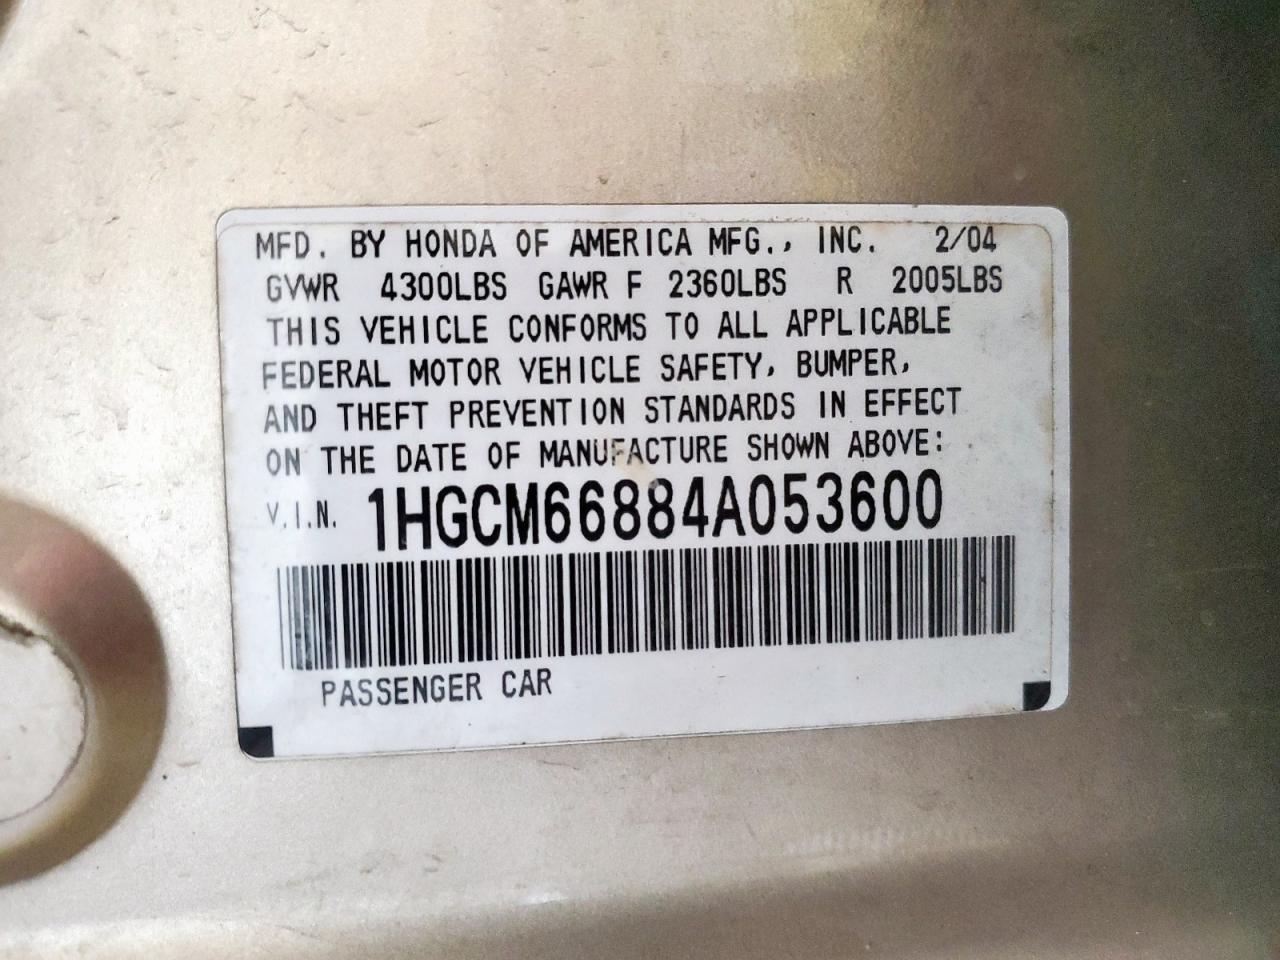 MFD. BY HONDA OF AMERICA MFG., INC. 2/04
GVWR 4300LBS GAWR F 2360LBS R 2005LBS
THIS VEHICLE CONFORMS TO ALL APPLICABLE
FEDERAL MOTOR VEHICLE SAFETY, BUMPER,
AND THEFT PREVENTION STANDARDS IN EFFECT
ON THE DATE OF MANUFACTURE SHOWN ABOVE:
V.I.N. 1HGCM66884A053600
PASSENGER CAR